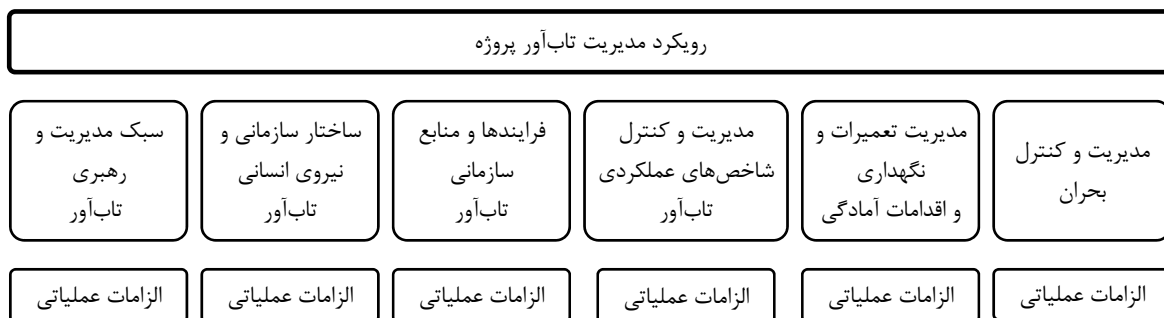 رویکرد مدیریت تاب‌آور پروژه
مدیریت و کنترل
بحران
مدیریت تعمیرات و
نگهداری
و اقدامات آمادگی
مدیریت و کنترل
شاخص‌های عملکردی
تاب‌آور
فرایندها و منابع
سازمانی
تاب‌آور
ساختار سازمانی و
نیروی انسانی
تاب‌آور
سبک مدیریت و
رهبری
تاب‌آور
الزامات عملیاتی
الزامات عملیاتی
الزامات عملیاتی
الزامات عملیاتی
الزامات عملیاتی
الزامات عملیاتی